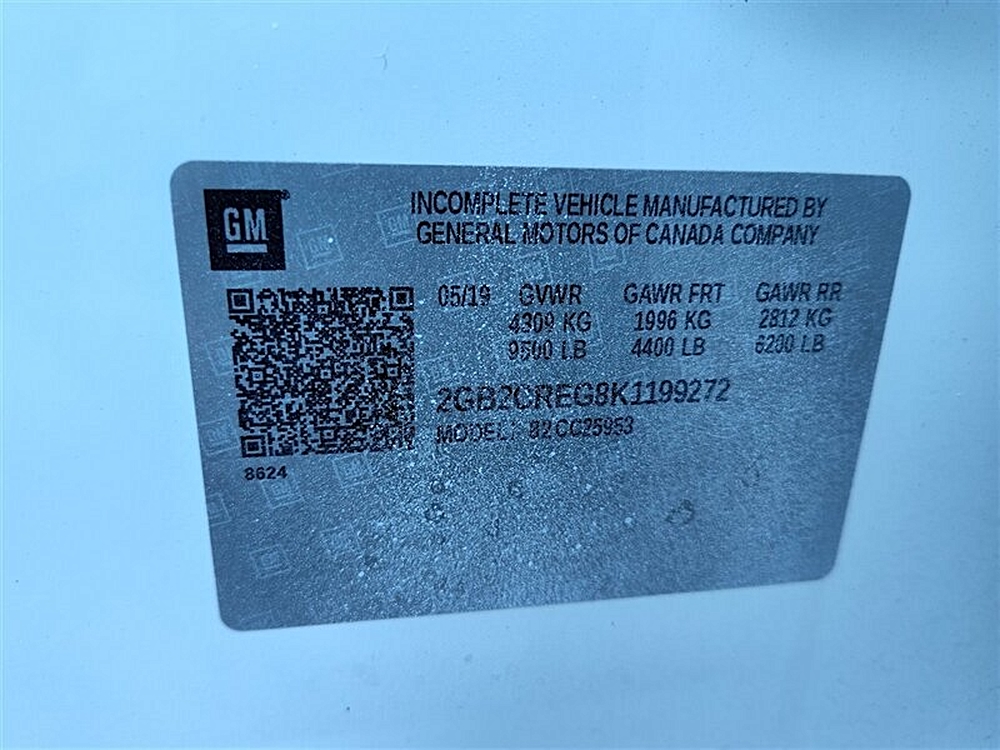 GM
INCOMPLETE VEHICLE MANUFACTURED BY
GENERAL MOTORS OF CANADA COMPANY
05/19 GVWR GAWR FRT GAWR RR
4309 KG 1996 KG 2812 KG
9500 LB 4400 LB 6200 LB
2GB2CREG8K1199272
MODEL: 92CC25953
8624